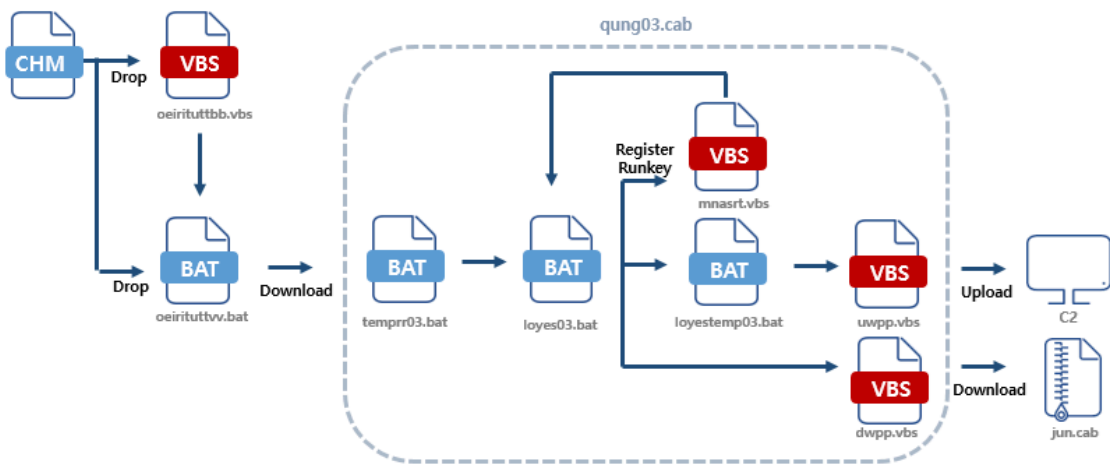 qung03.cab
CHM
Drop
VBS
oeirituttbb.vbs
Drop
BAT
oeirituttvv.bat
Download
BAT
temprr03.bat
BAT
loyes03.bat
Register
Runkey
VBS
mnasrt.vbs
BAT
loyestemp03.bat
VBS
uwpp.vbs
Upload
C2
VBS
dwpp.vbs
Download
jun.cab